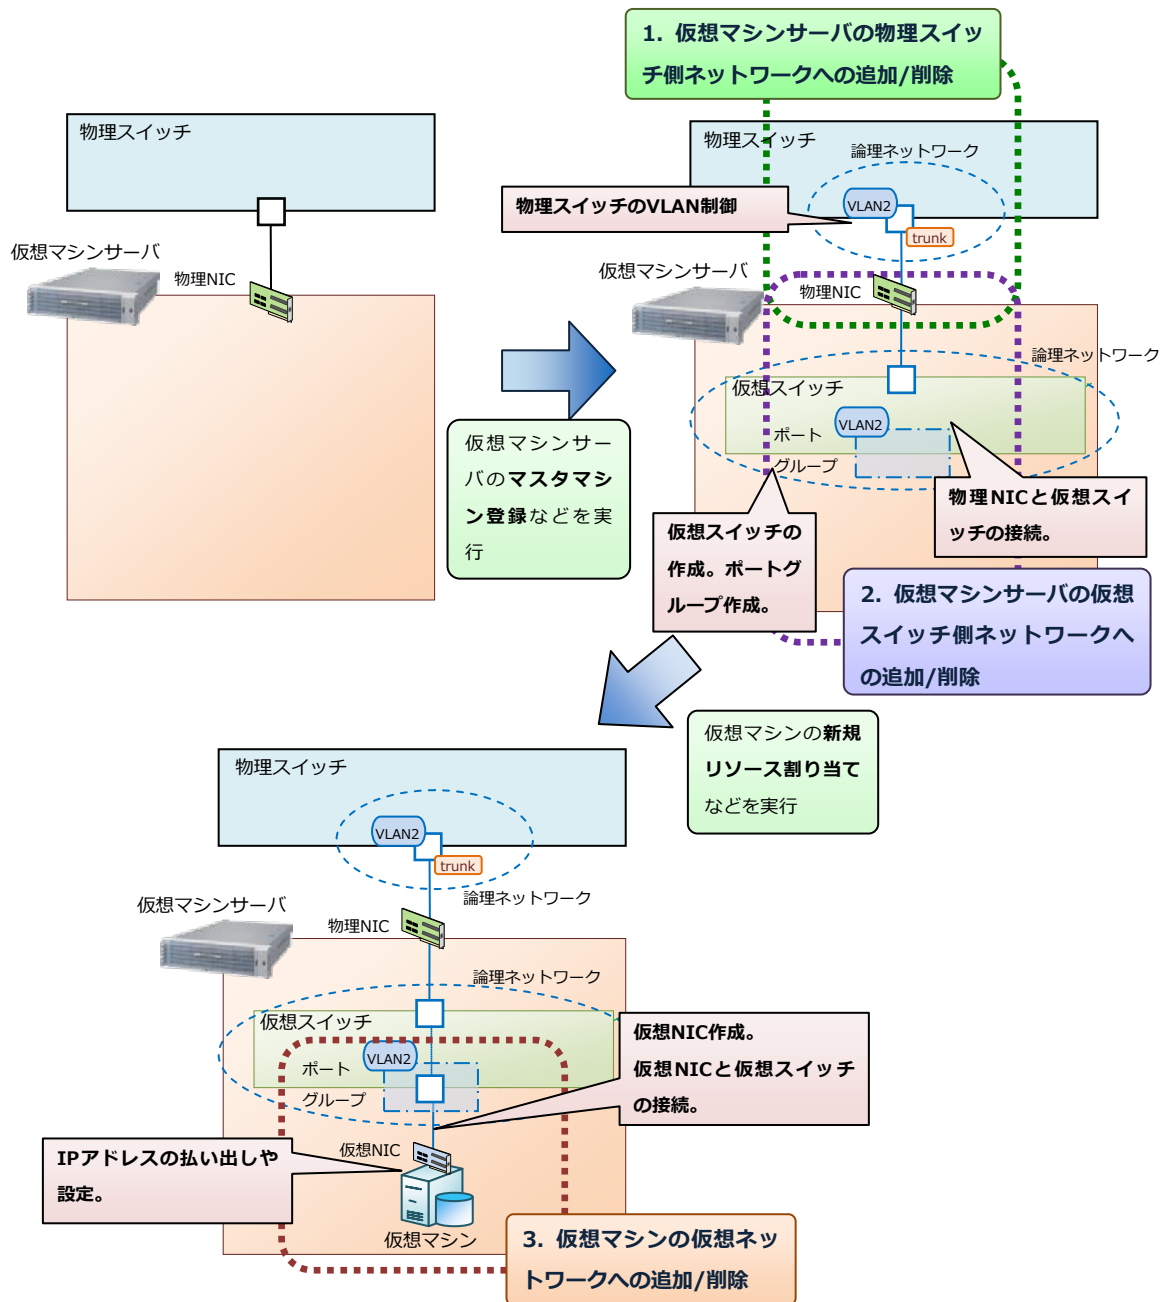 1. 仮想マシンサーバの物理スイッ
チ側ネットワークへの追加/削除
物理スイッチ
仮想マシンサーバ
物理NIC
物理スイッチ
論理ネットワーク
物理スイッチのVLAN制御
VLAN2
trunk
仮想マシンサーバ
物理NIC
論理ネットワーク
仮想スイッチ
VLAN2
ポート
グループ
仮想マシンサー
バのマスタマシ
ン登録などを実
行
物理NICと仮想スイ
ッチの接続。
仮想スイッチの
作成。ポートグ
ループ作成。
2. 仮想マシンサーバの仮想
スイッチ側ネットワークへ
の追加/削除
仮想マシンの新規
リソース割り当て
などを実行
物理スイッチ
VLAN2
trunk
論理ネットワーク
仮想マシンサーバ
物理NIC
論理ネットワーク
仮想スイッチ
VLAN2
ポート
グループ
仮想NIC作成。
仮想NICと仮想スイッチ
の接続。
仮想NIC
IPアドレスの払い出しや
設定。
仮想マシン
3. 仮想マシンの仮想ネッ
トワークへの追加/削除